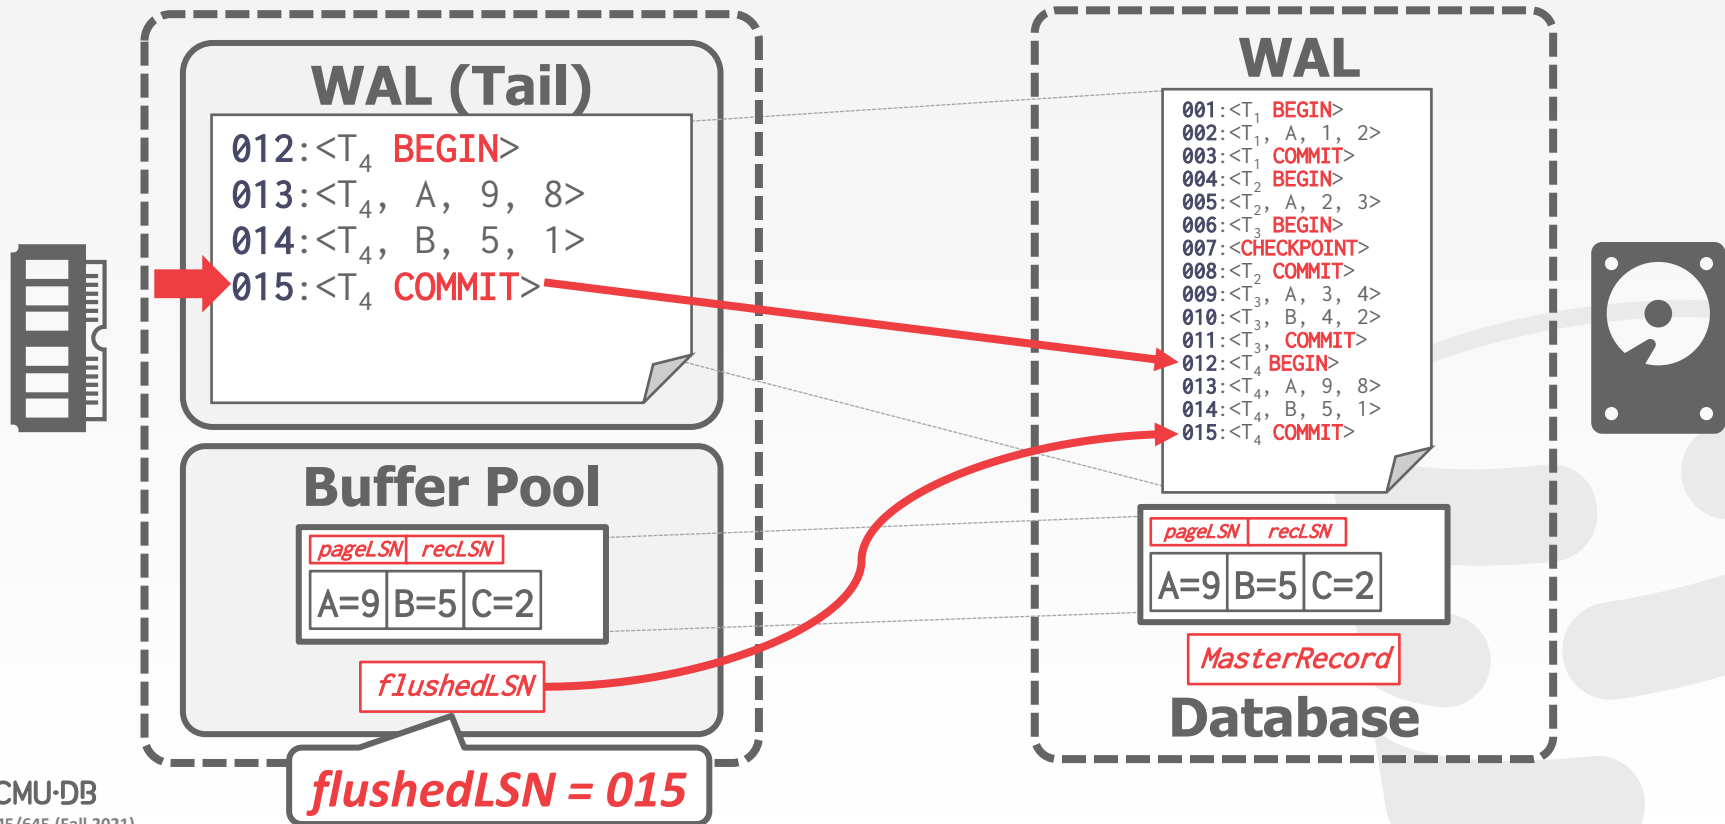 WAL (Tail)
012:<T4 BEGIN>
013:<T4, A, 9, 8>
014:<T4, B, 5, 1>
015:<T4 COMMIT>
Buffer Pool
pageLSN recLSN
A=9 B=5 C=2
flushedLSN
flushedLSN = 015
WAL
001:<T1 BEGIN>
002:<T1, A, 1, 2>
003:<T1 COMMIT>
004:<T2 BEGIN>
005:<T2, A, 2, 3>
006:<T3 BEGIN>
007:<CHECKPOINT>
008:<T2 COMMIT>
009:<T3, A, 3, 4>
010:<T3, B, 4, 2>
011:<T3, COMMIT>
012:<T4 BEGIN>
013:<T4, A, 9, 8>
014:<T4, B, 5, 1>
015:<T4 COMMIT>
pageLSN recLSN
A=9 B=5 C=2
MasterRecord
Database
CMU·DB
(Fall 2021)